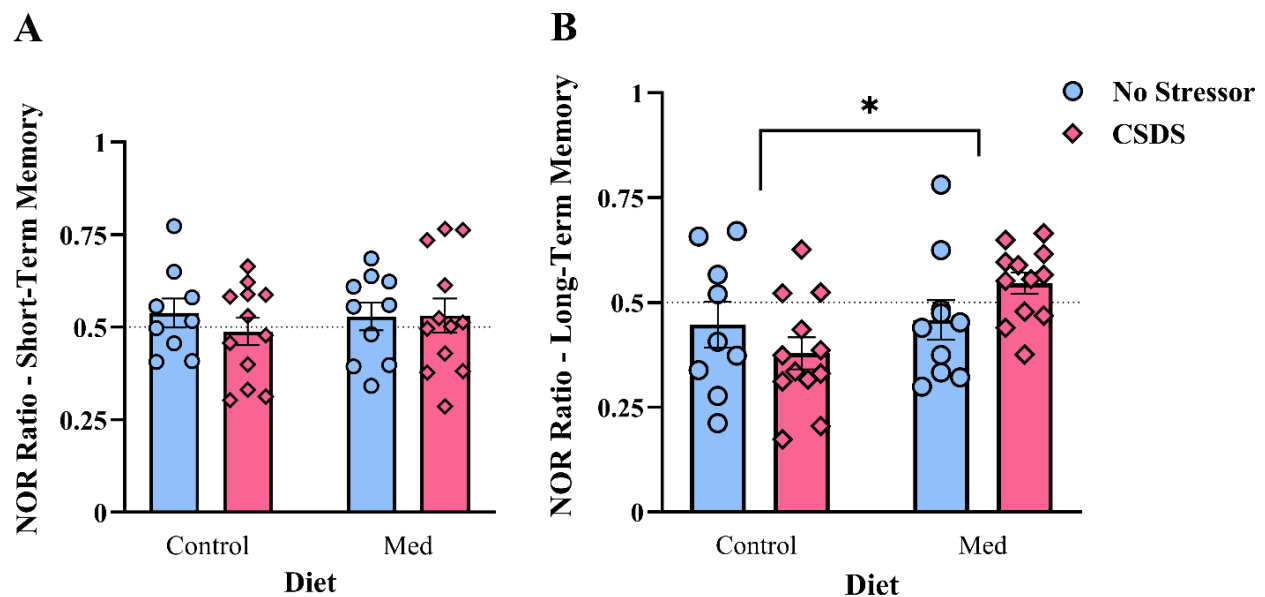 A
NOR Ratio - Short-Term Memory
1
0.75
0.5
0.25
0
Control
Med
Diet
B
NOR Ratio - Long-Term Memory
1
0.75
0.5
0.25
0
*
Control
Med
Diet
No Stressor
CSDS